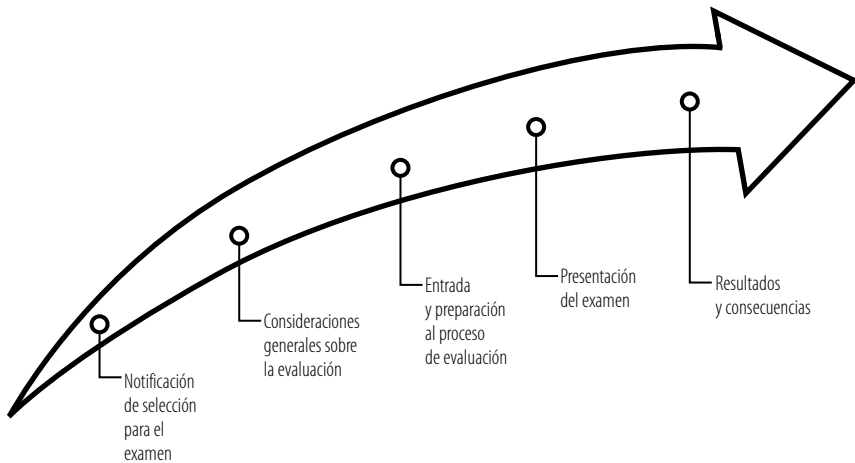 Notificación
de selección
para el
examen
Consideraciones
generales sobre
la evaluación
Entrada
y preparación
al proceso
de evaluación
Presentación
del examen
Resultados
y consecuencias